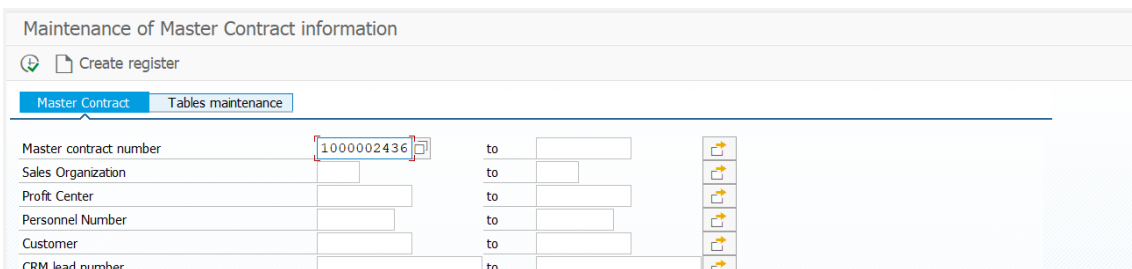 Maintenance of Master Contract information
Create register
Master Contract Tables maintenance
Master contract number 1000002436 to
Sales Organization to
Profit Center to
Personnel Number to
Customer to
CRM lead number to